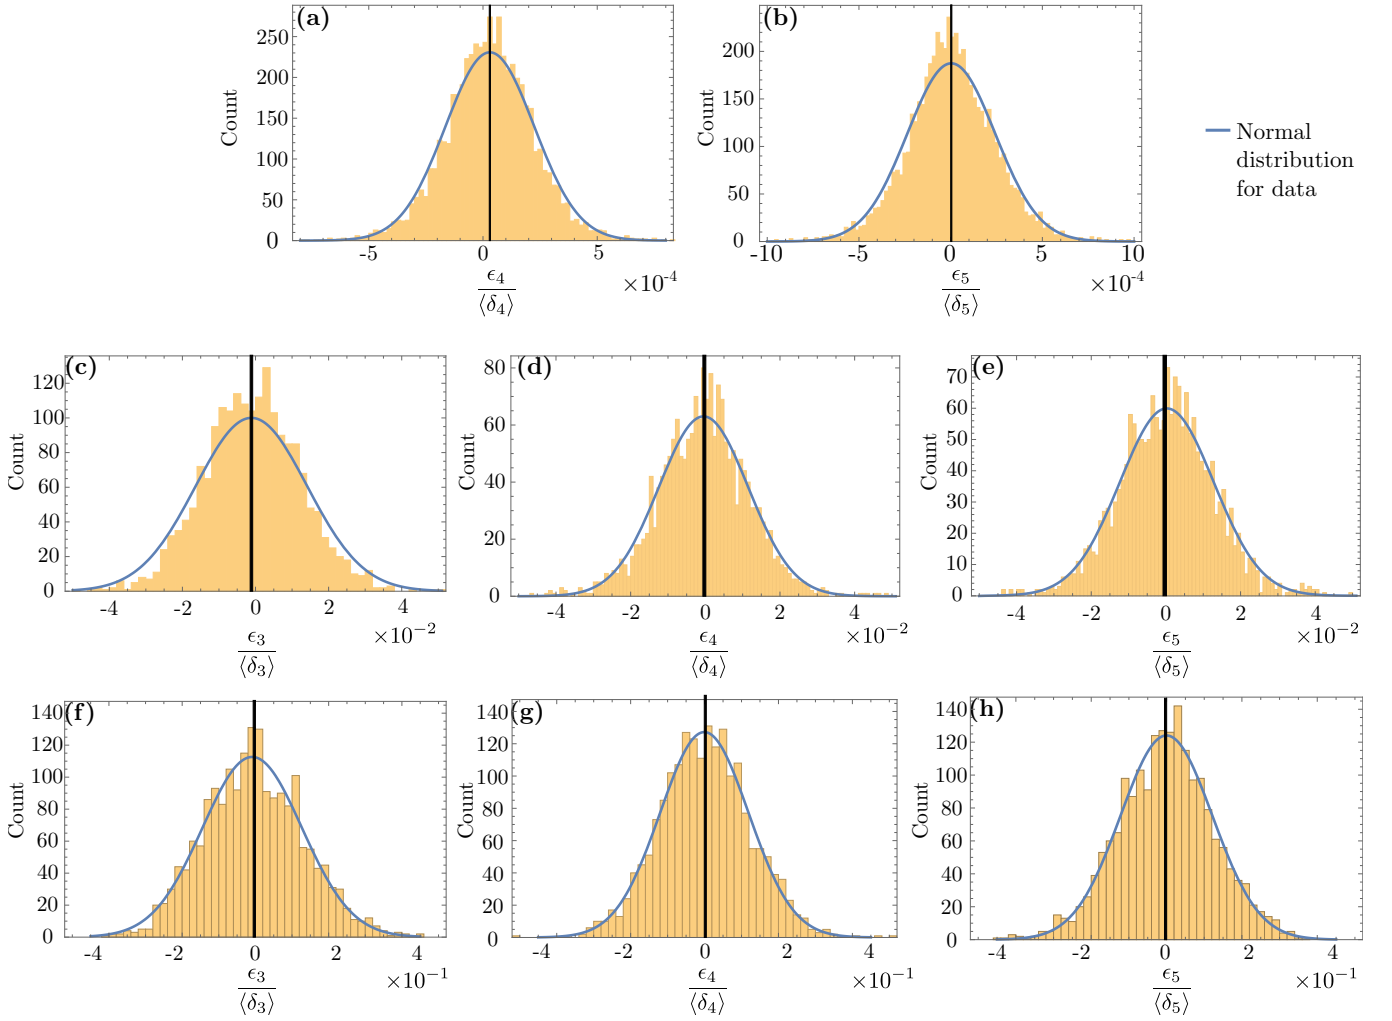 (a)
Count
250
200
150
100
50
0
-5 0 5
ϵ4/⟨δ4⟩
×10-4
(b)
Count
200
150
100
50
0
-10 -5 0 5 10
ϵ5/⟨δ5⟩
×10-4
Normal
distribution
for data
(c)
Count
120
100
80
60
40
20
0
-4 -2 0 2 4
ϵ3/⟨δ3⟩
×10-2
(d)
Count
80
60
40
20
0
-4 -2 0 2 4
ϵ4/⟨δ4⟩
×10-2
(e)
Count
70
60
50
40
30
20
10
0
-4 -2 0 2 4
ϵ5/⟨δ5⟩
×10-2
(f)
Count
140
120
100
80
60
40
20
0
-4 -2 0 2 4
ϵ3/⟨δ3⟩
×10-1
(g)
Count
140
120
100
80
60
40
20
0
-4 -2 0 2 4
ϵ4/⟨δ4⟩
×10-1
(h)
Count
140
120
100
80
60
40
20
0
-4 -2 0 2 4
ϵ5/⟨δ5⟩
×10-1